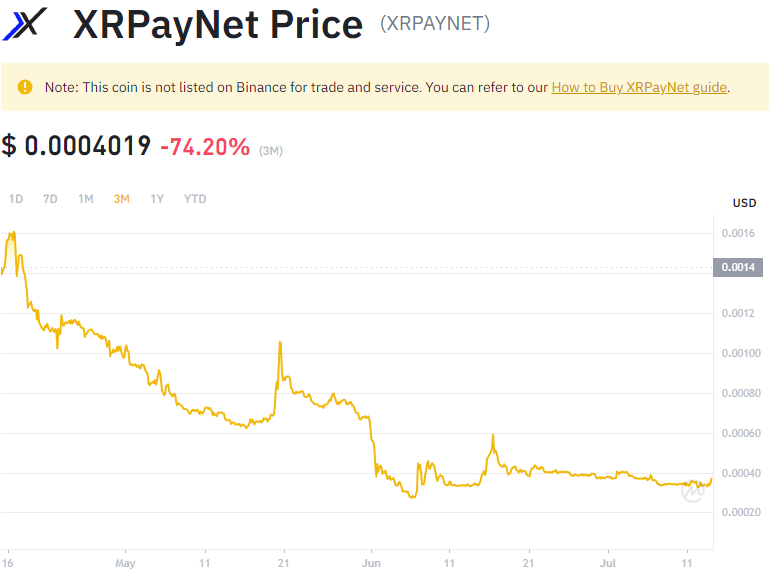 XRPayNet Price (XRPAYNET)
Note: This coin is not listed on Binance for trade and service. You can refer to our How to Buy XRPayNet guide.
$ 0.0004019 -74.20% (3M)
1D 7D 1M 3M 1Y YTD
USD
0.0016
0.0014
0.0012
0.00100
0.00080
0.00060
0.00040
0.00020
16 May 11 21 Jun 11 21 Jul 11